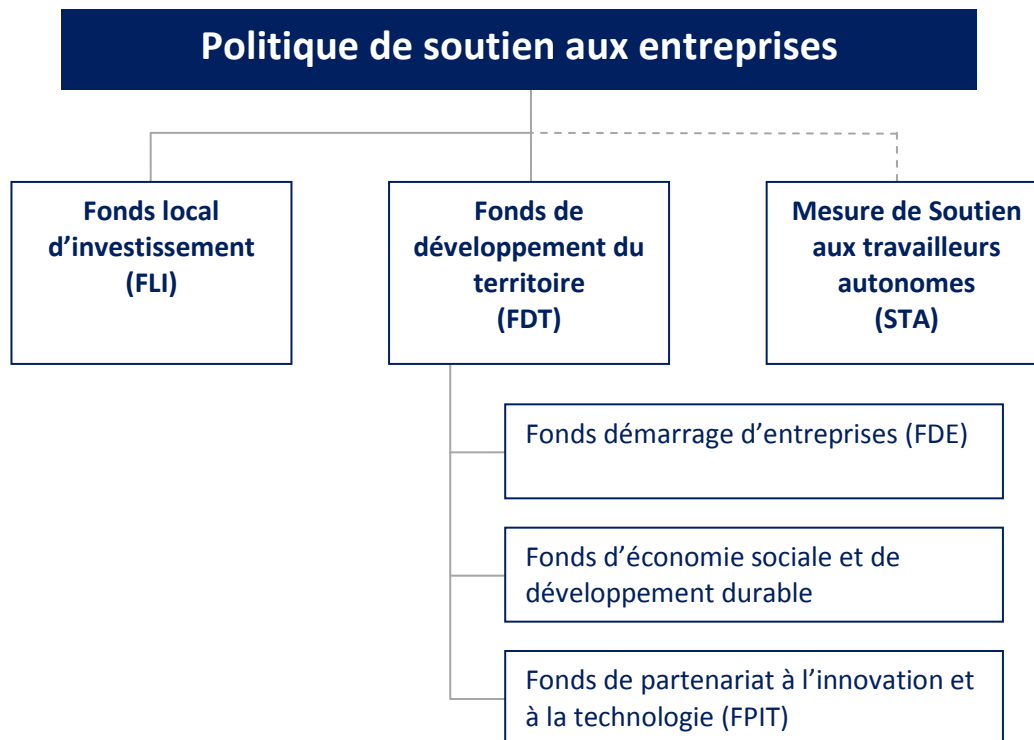 Politique de soutien aux entreprises
Fonds local
d’investissement
(FLI)
Fonds de
développement du
territoire
(FDT)
Mesure de Soutien
aux travailleurs
autonomes
(STA)
Fonds démarrage d’entreprises (FDE)
Fonds d’économie sociale et de
développement durable
Fonds de partenariat à l’innovation et
à la technologie (FPIT)